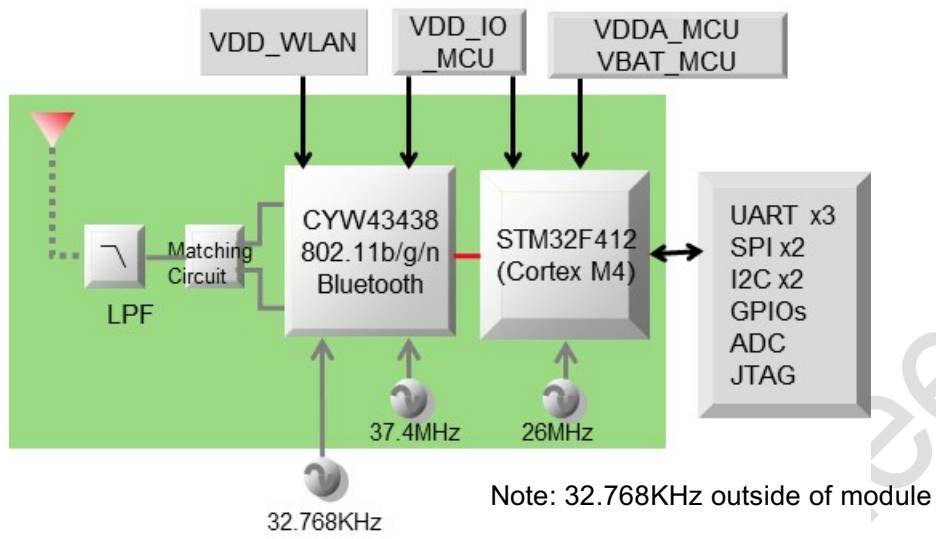 VDD_WLAN
VDD_IO
_MCU
VDDA_MCU
VBAT_MCU
CYW43438
802.11b/g/n
Bluetooth
STM32F412
(Cortex M4)
UART x3
SPI x2
I2C x2
GPIOs
ADC
JTAG
Matching
Circuit
LPF
37.4MHz
26MHz
32.768KHz
Note: 32.768KHz outside of module